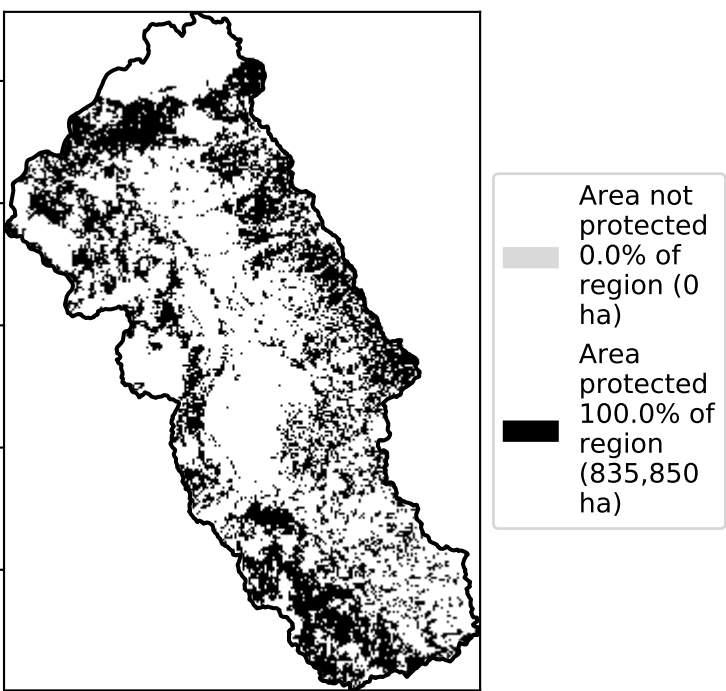 Area not
protected
0.0% of
region (0
ha)
Area
protected
100.0% of
region
(835,850
ha)